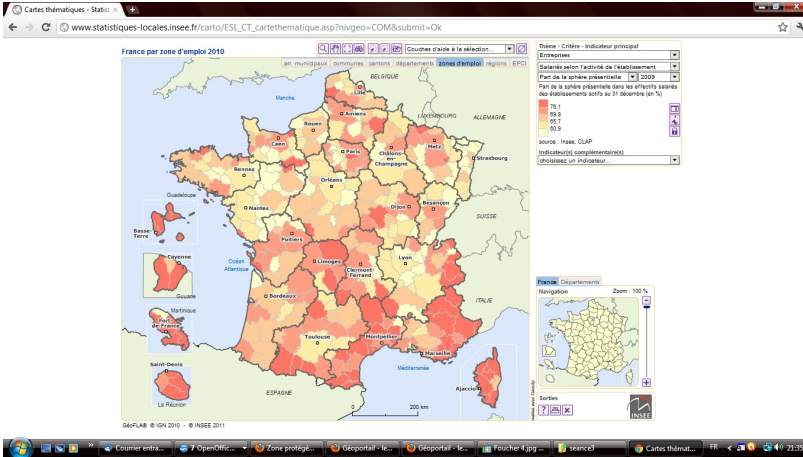 Cartes thématiques - Statist
www.statistiques-locales.insee.fr/carto/ESL_CT_cartethematique.asp?nivgeo=COM&submit=Ok
France par zone d'emploi 2010
Couches d'aide à la sélection...
arr. municipaux communes cantons départements zones d'emploi régions EPCI
BELGIQUE
Manche
Lille
LUXEMBOURG
ALLEMAGNE
Amiens
Rouen
Caen
Paris
Châlons-
en-
Champagne
Metz
Strasbourg
Rennes
Orléans
Nantes
Dijon
Besançon
SUISSE
Guadeloupe
Basse-
Terre
Poitiers
Cayenne
Guyane
Océan
Atlantique
Limoges
Clermont-
Ferrand
Lyon
ITALIE
Bordeaux
Martinique
Fort-
de-France
Toulouse
Montpellier
Marseille
Saint-Denis
La Réunion
Méditerranée
Ajaccio
ESPAGNE
0 200 km
GéoFLA® © IGN 2010 - © INSEE 2011
Thème - Critère - Indicateur principal
Entreprises
Salariés selon l'activité de l'établissement
Part de la sphère présentielle 2009
Part de la sphère présentielle dans les effectifs salariés
des établissements actifs au 31 décembre (en %)
76,1
69,8
65,7
60,9
source : Insee, CLAP
Indicateur(s) complémentaire(s)
choisissez un indicateur...
France Départements
Navigation Zoom : 100 %
Sorties
INSEE
Courrier entra...
7 OpenOffic...
Zone protégé...
Géoportail - le...
Géoportail - le...
Foucher 4.jpg ...
seance3
Cartes thémat...
FR
21:35